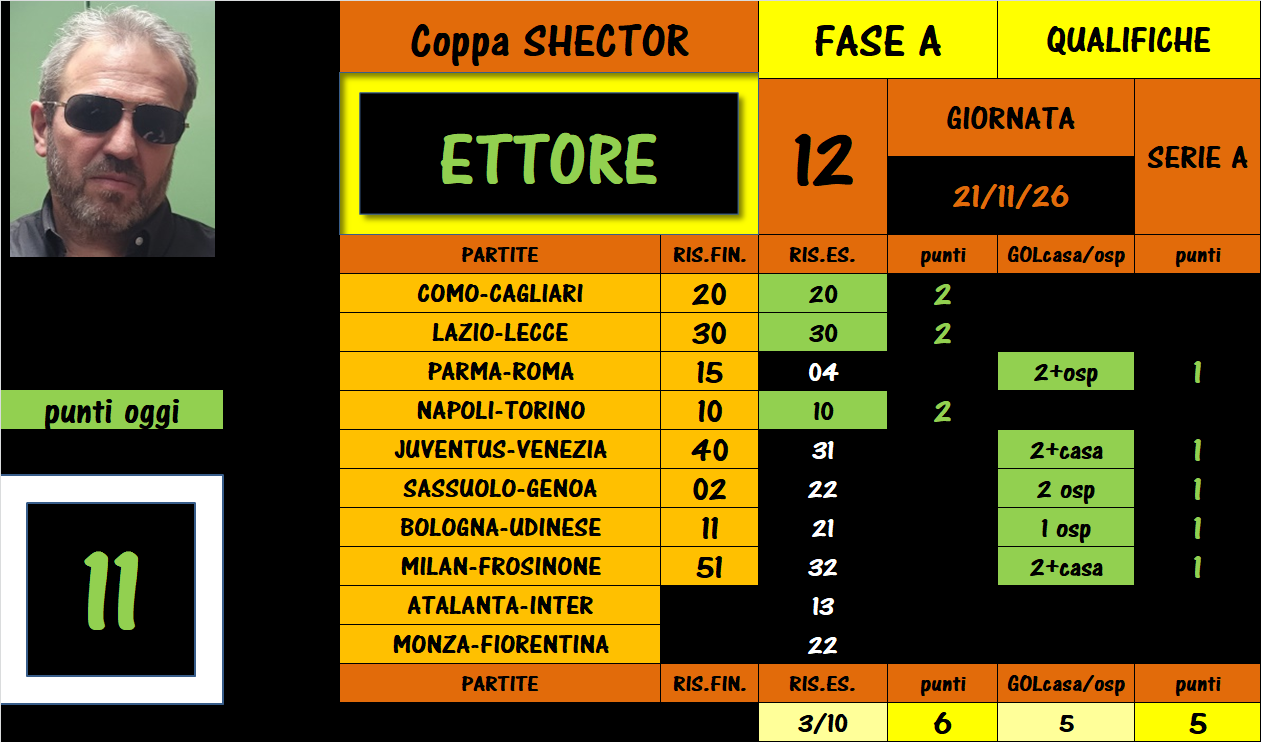 Coppa SHECTOR FASE A QUALIFICHE
ETTORE 12 GIORNATA SERIE A
21/11/26
PARTITE RIS.FIN. RIS.ES. punti GOLcasa/osp punti
COMO-CAGLIARI 20 20 2
LAZIO-LECCE 30 30 2
PARMA-ROMA 15 04 2+osp 1
NAPOLI-TORINO 10 10 2
punti oggi
JUVENTUS-VENEZIA 40 31 2+casa 1
SASSUOLO-GENOA 02 22 2 osp 1
BOLOGNA-UDINESE 11 21 1 osp 1
MILAN-FROSINONE 51 32 2+casa 1
11
ATALANTA-INTER 13
MONZA-FIORENTINA 22
PARTITE RIS.FIN. RIS.ES. punti GOLcasa/osp punti
3/10 6 5 5